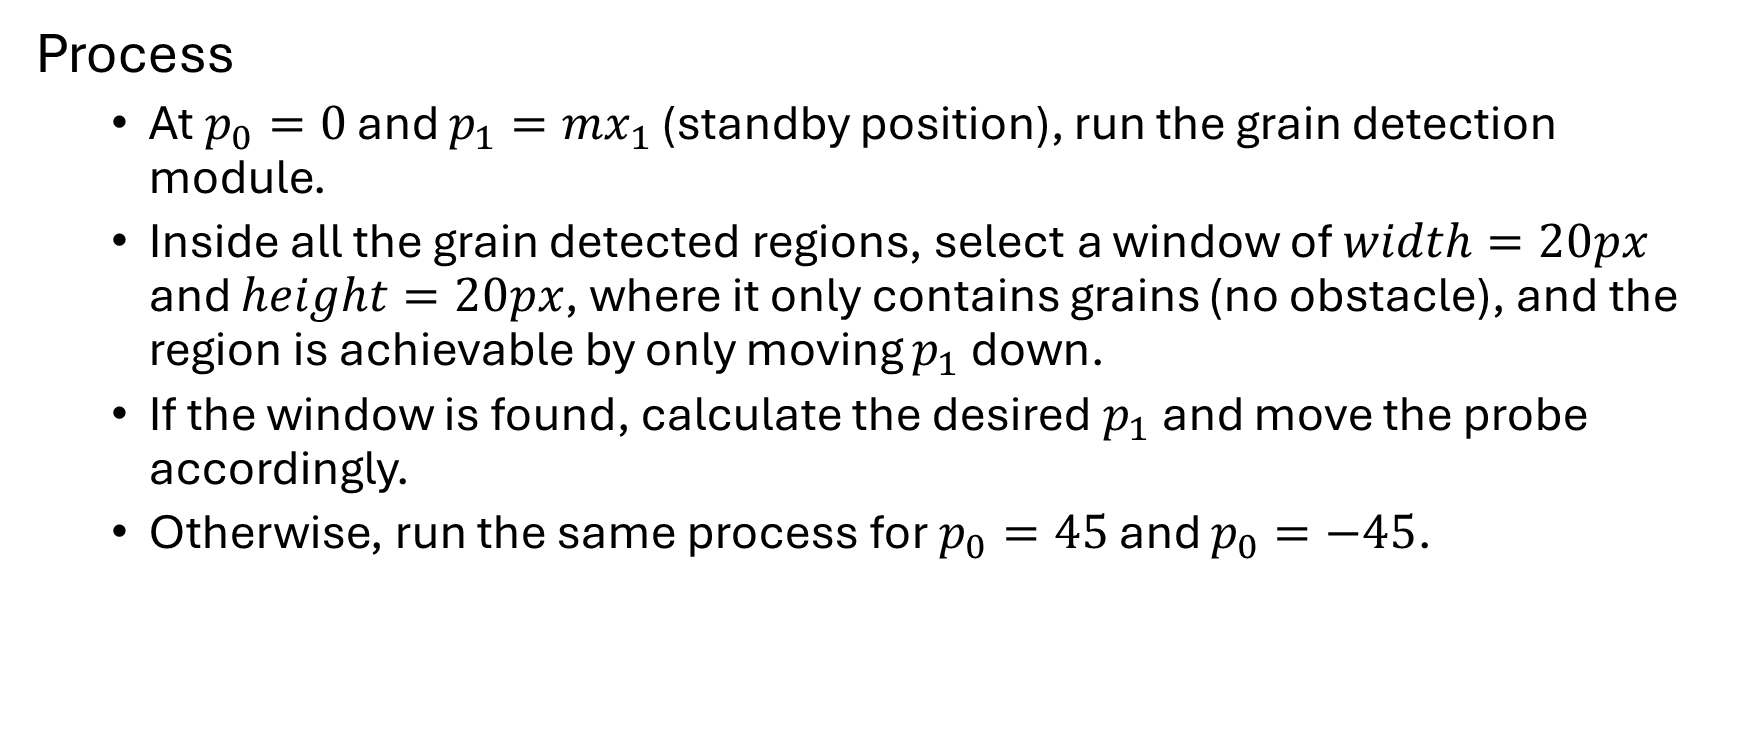 Process
• At p₀ = 0 and p₁ = mx₁ (standby position), run the grain detection
module.
• Inside all the grain detected regions, select a window of width = 20px
and height = 20px, where it only contains grains (no obstacle), and the
region is achievable by only moving p₁ down.
• If the window is found, calculate the desired p₁ and move the probe
accordingly.
• Otherwise, run the same process for p₀ = 45 and p₀ = −45.